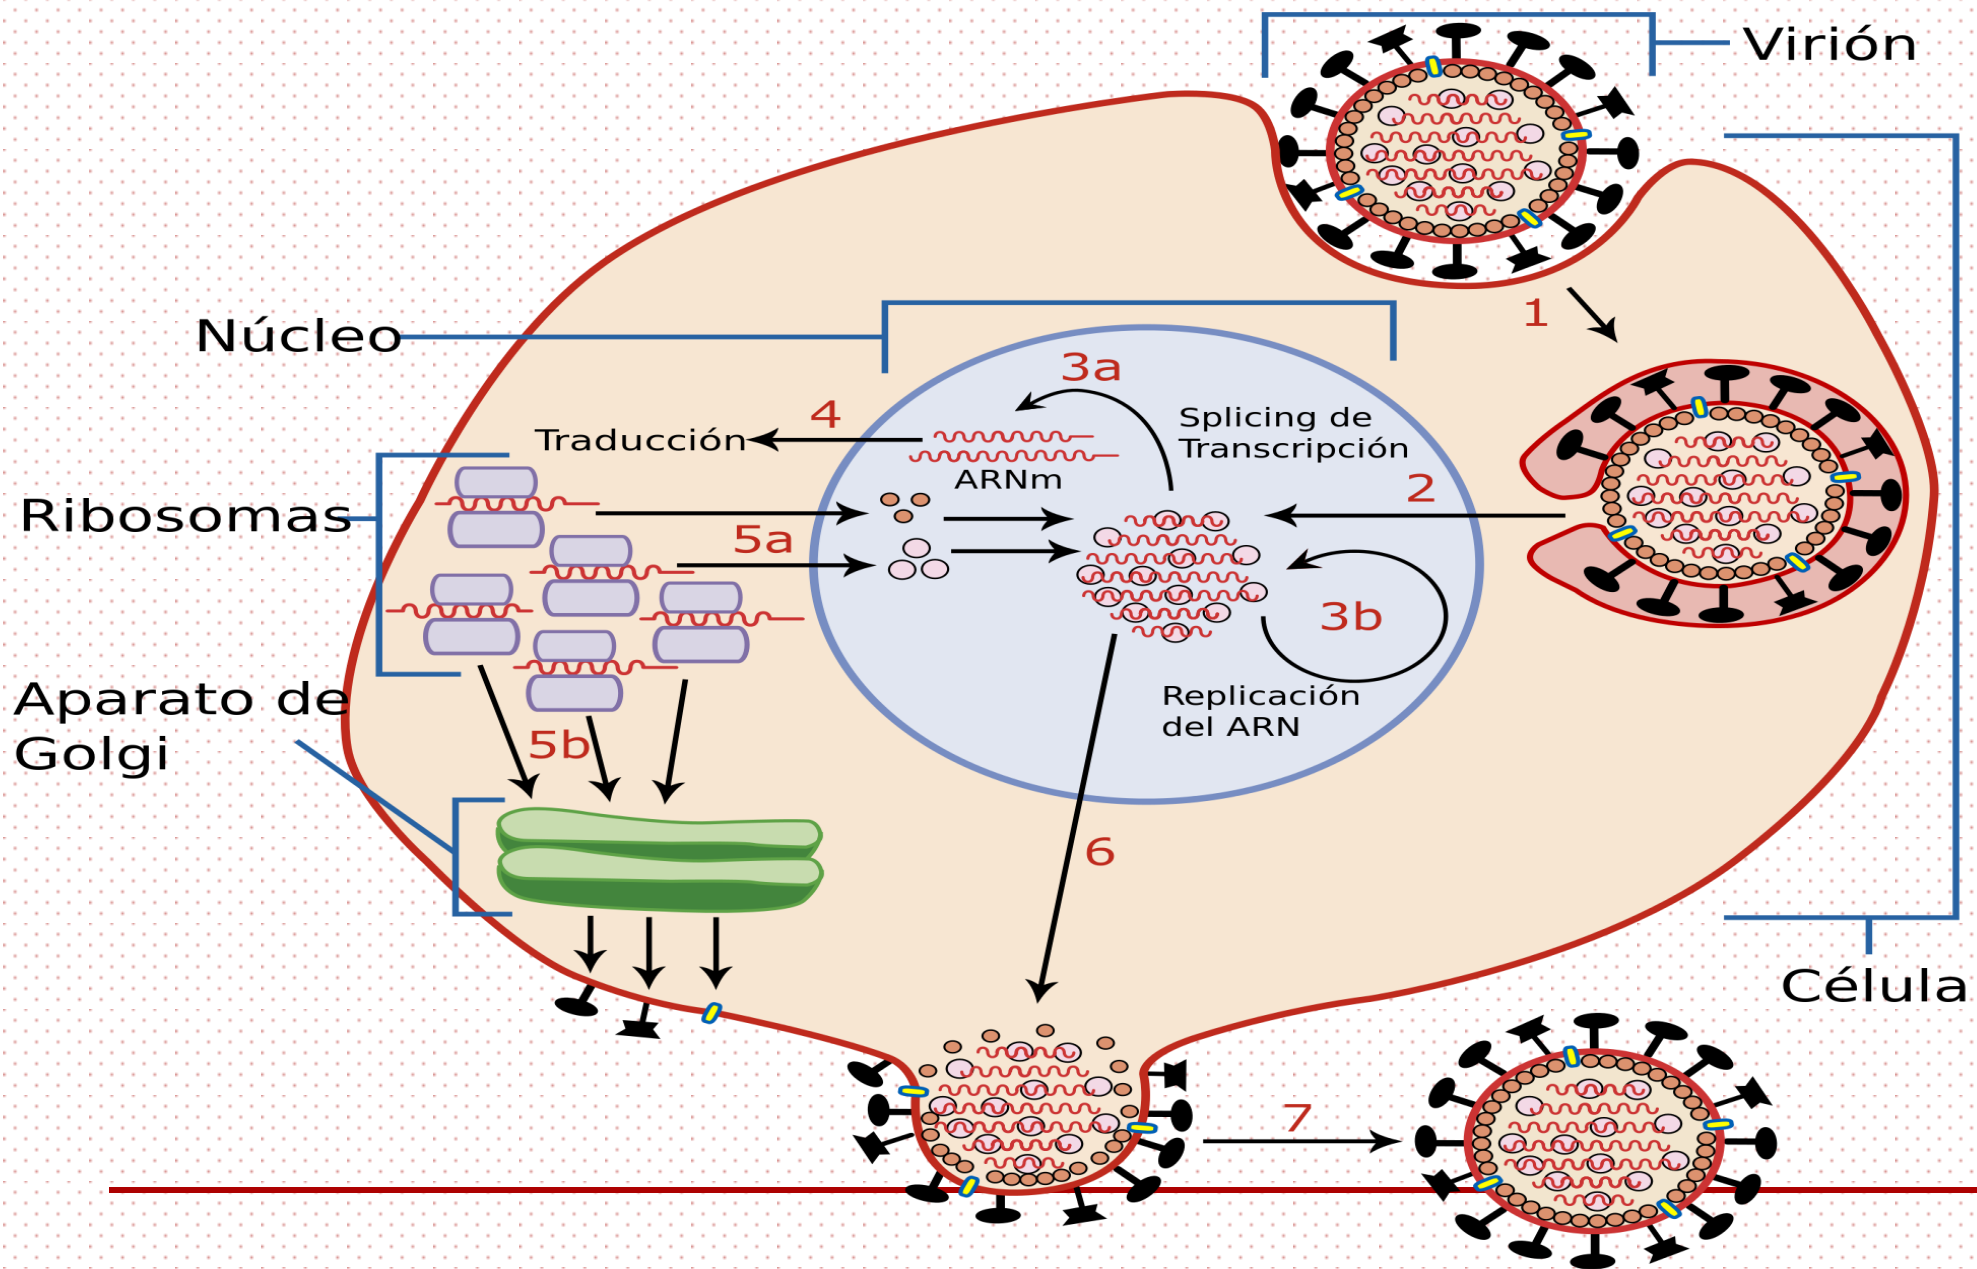 Virión
1
Núcleo
3a
4
Splicing de
Transcripción
Traducción
ARNm
2
Ribosomas
5a
3b
Replicación
del ARN
Aparato de
Golgi
5b
6
Célula
7